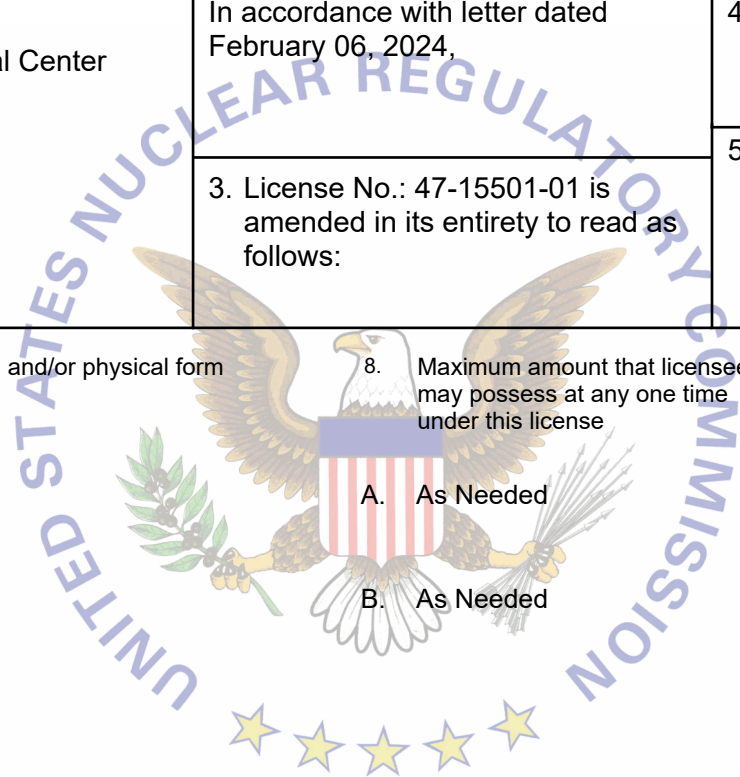 In accordance with letter dated
February 06, 2024,
al Center
4
5
3. License No.: 47-15501-01 is
amended in its entirety to read as
follows:
and/or physical form
8. Maximum amount that licensee
may possess at any one time
under this license
A. As Needed
B. As Needed
UNITED STATES NUCLEAR REGULATORY COMMISSION